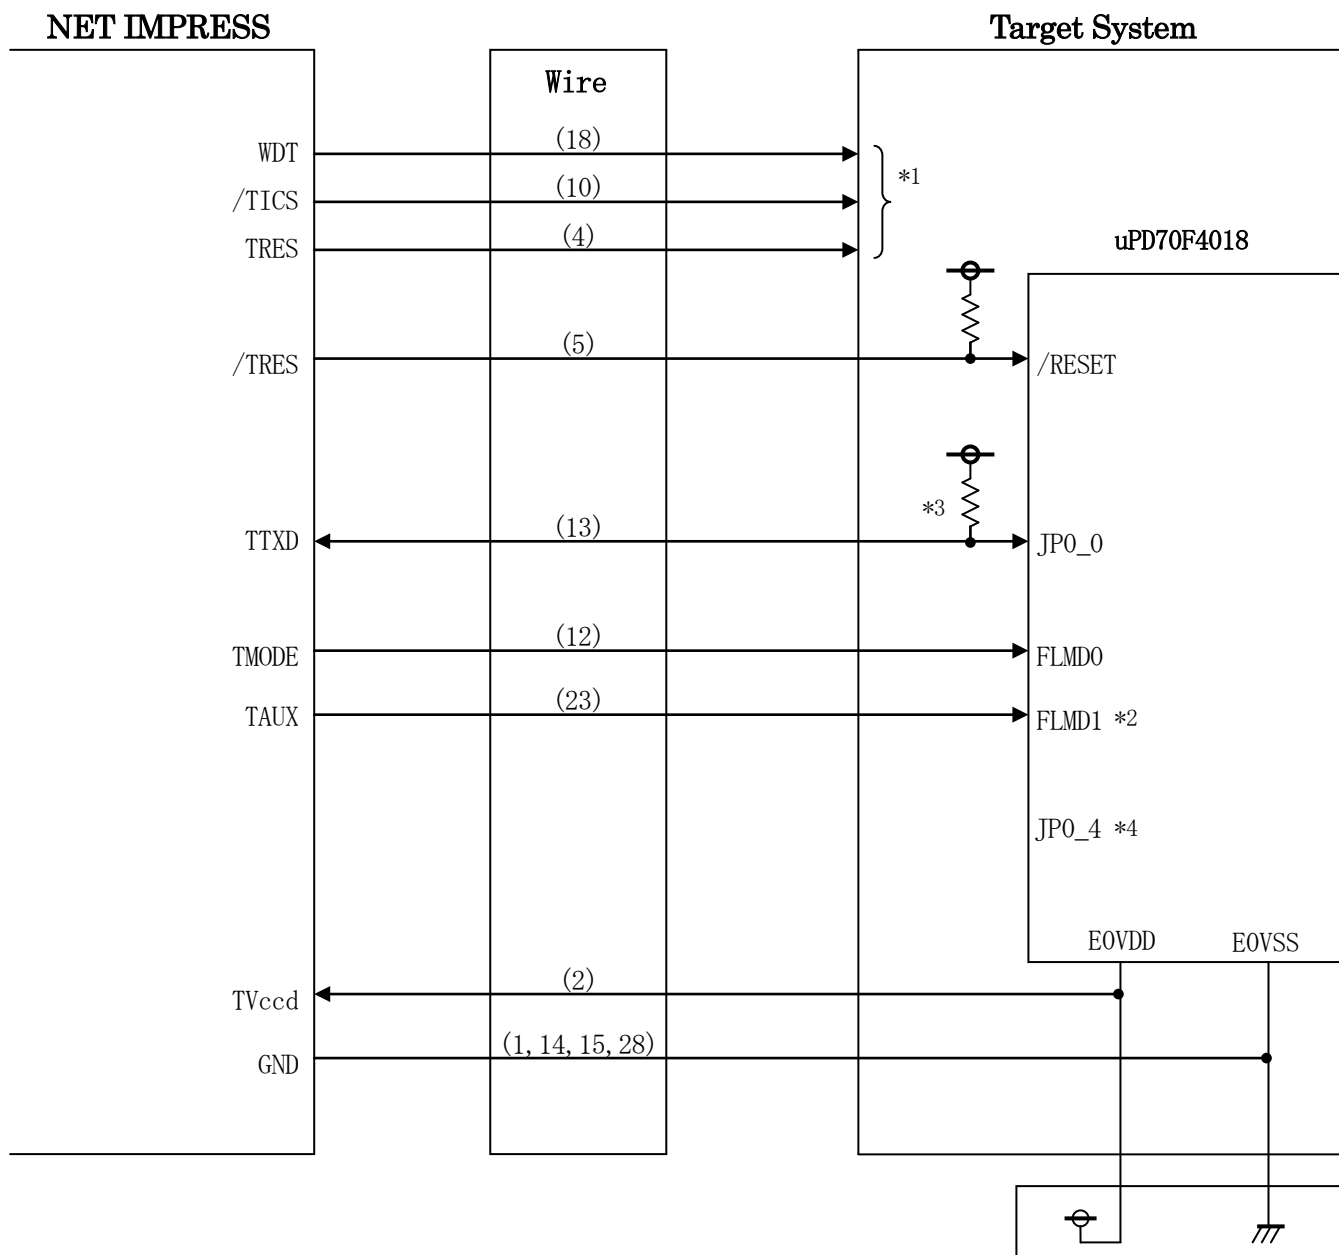 NET IMPRESS
Target System
Wire
WDT
(18)
*1
/TICS
(10)
TRES
(4)
uPD70F4018
/TRES
(5)
/RESET
*3
TTXD
(13)
JP0_0
TMODE
(12)
FLMD0
TAUX
(23)
FLMD1 *2
JP0_4 *4
E0VDD
E0VSS
TVccd
(2)
GND
(1,14,15,28)